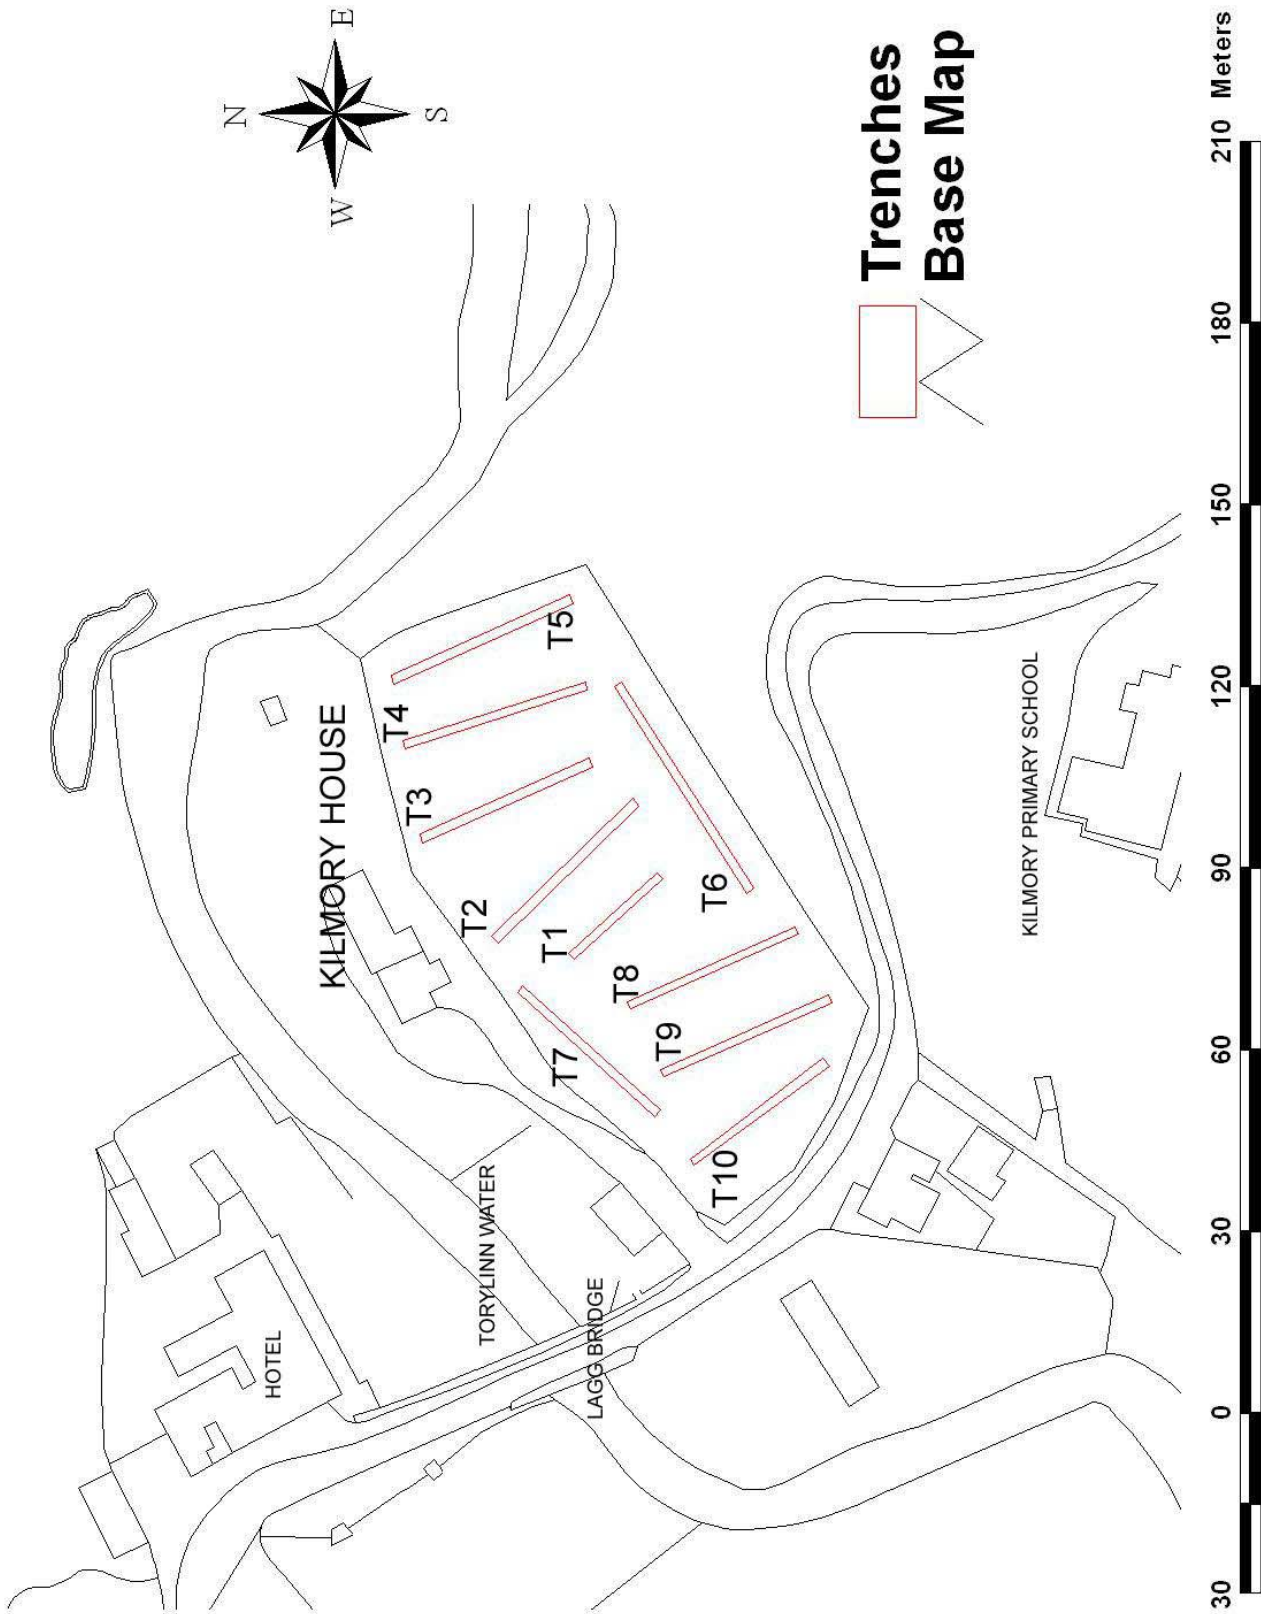 N
E
W
S
KILMORY HOUSE
T4
T5
T3
T2
T1
T6
T8
T7
T9
T10
TORYLINN WATER
HOTEL
LAGG BRIDGE
KILMORY PRIMARY SCHOOL
Trenches
Base Map
30 0 30 60 90 120 150 180 210 Meters